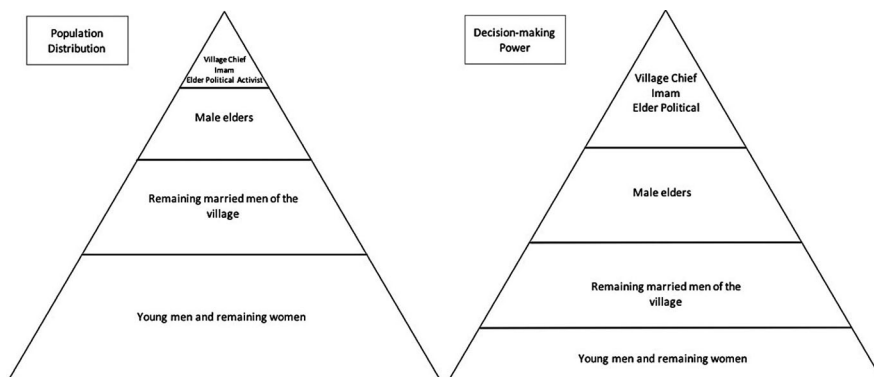 Population
Distribution
Village Chief
Imam
Elder Political Activist
Male elders
Remaining married men of the
village
Young men and remaining women
Decision-making
Power
Village Chief
Imam
Elder Political
Male elders
Remaining married men of the
village
Young men and remaining women